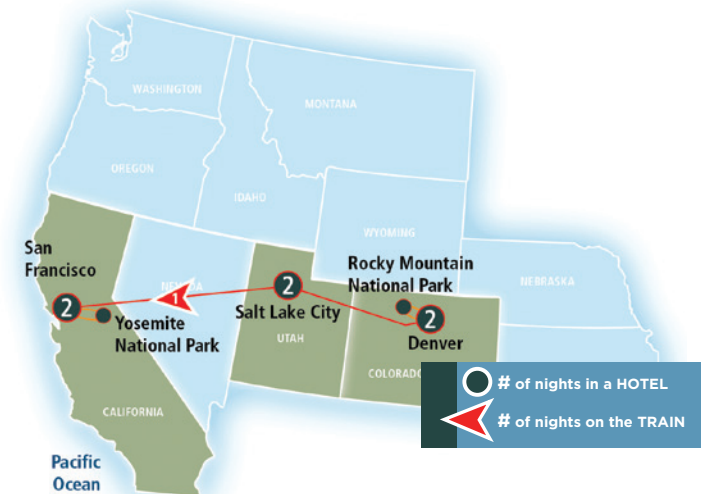 WASHINGTON
MONTANA
OREGON
IDAHO
WYOMING
San
Francisco
Rocky Mountain
National Park
NEBRASKA
2
1
2
Salt Lake City
2
Yosemite
National Park
UTAH
Denver
COLORADO
CALIFORNIA
# of nights in a HOTEL
# of nights on the TRAIN
Pacific
Ocean